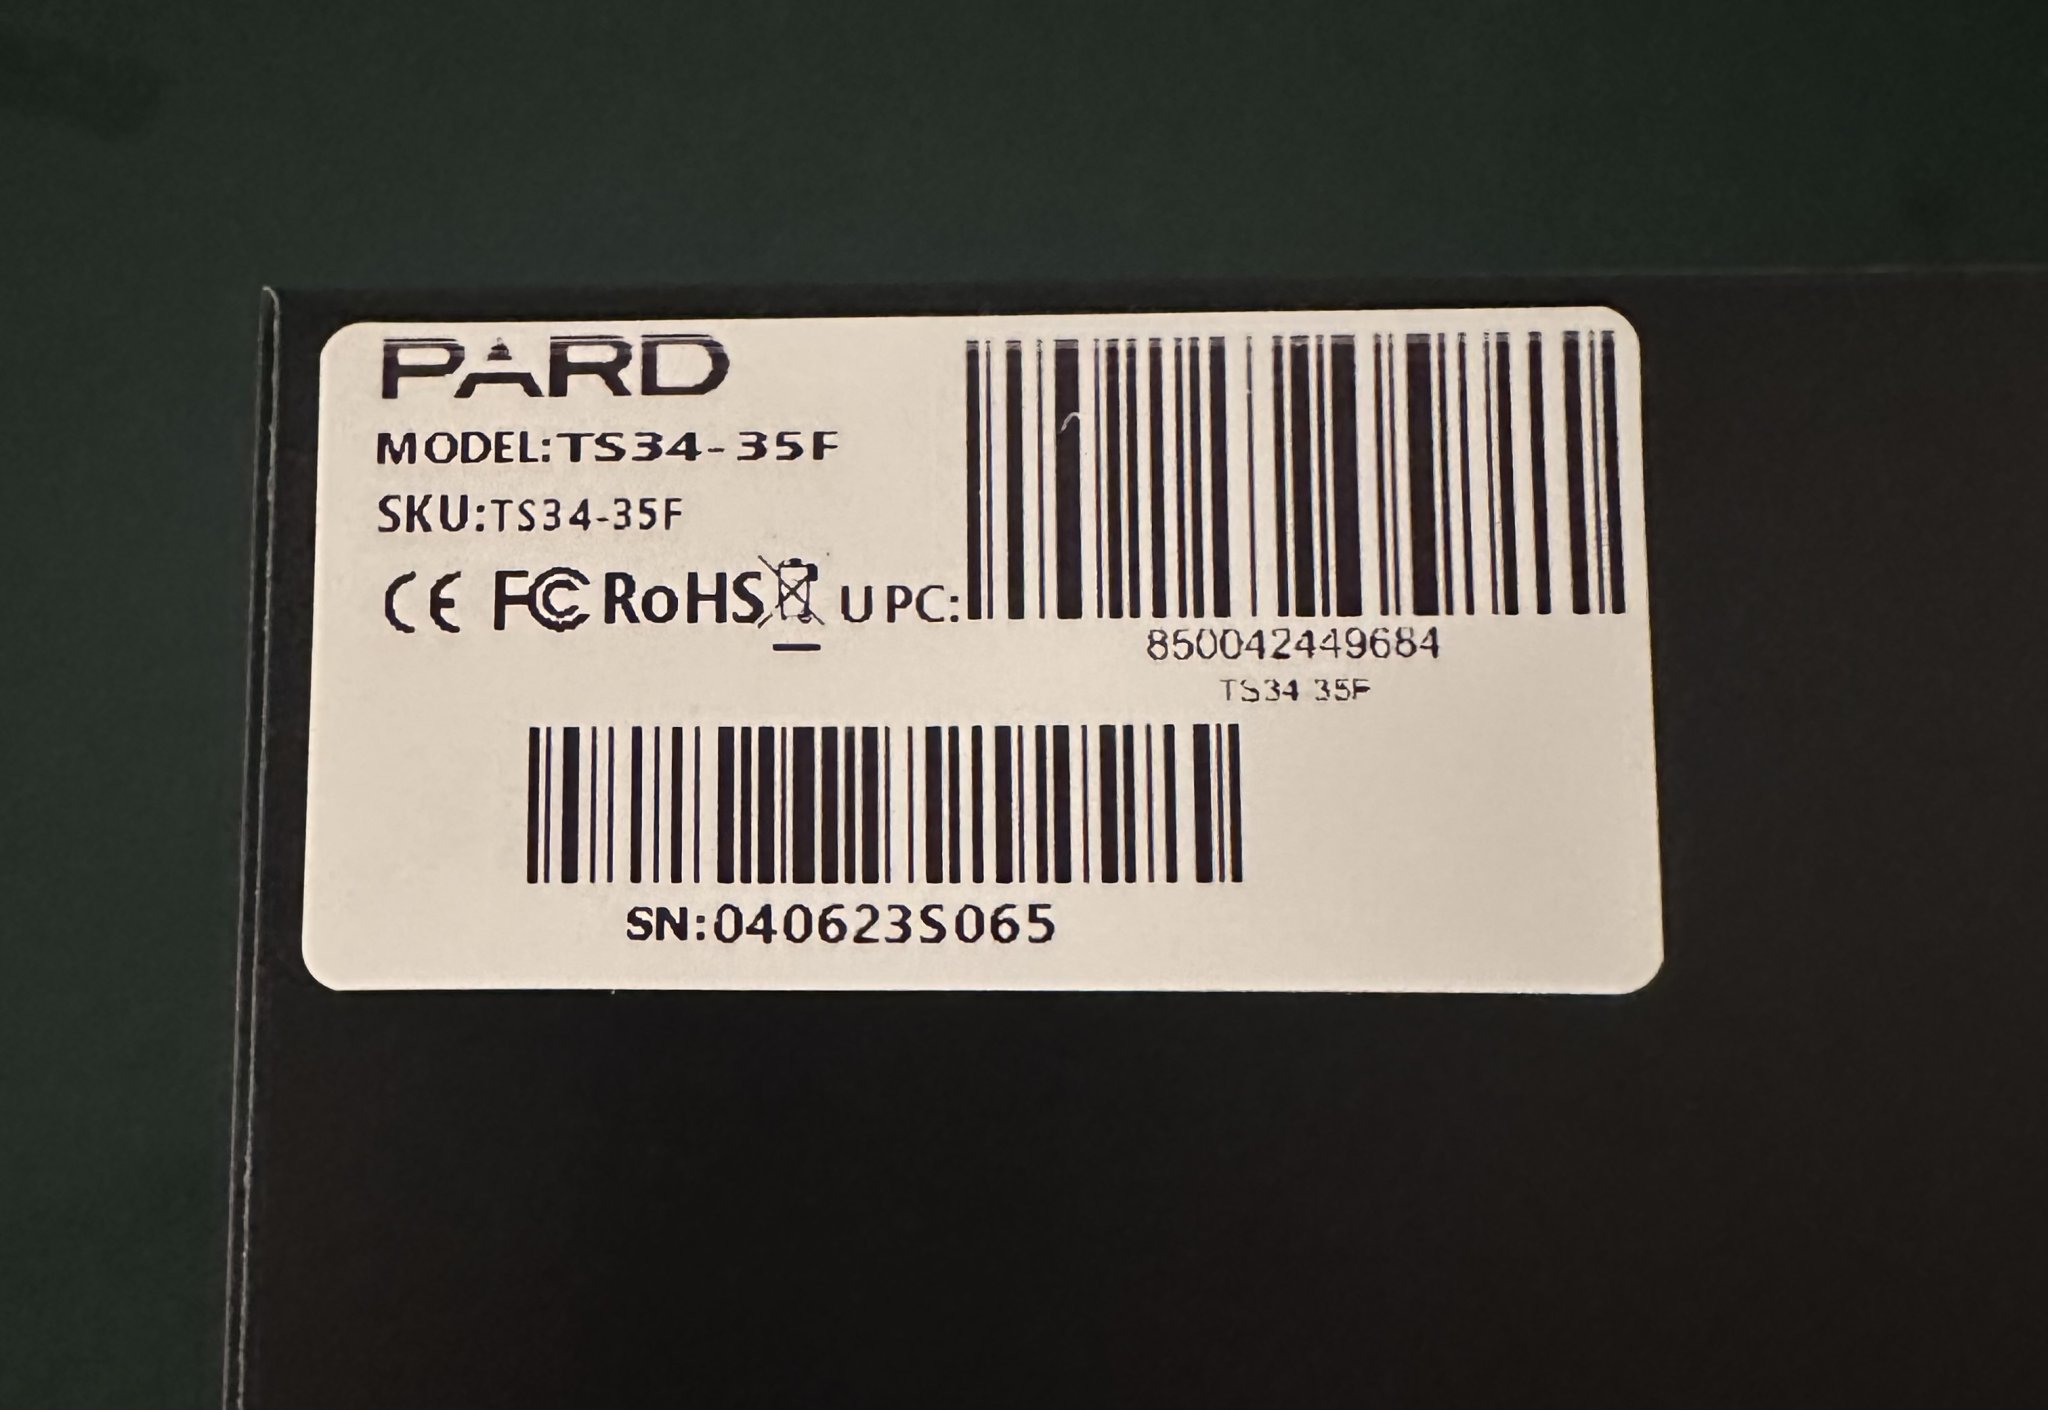 PARD
MODEL:TS34-35F
SKU:TS34-35F
CE FC RoHS UPC:
850042449684
TS34 35F
SN:040623S065